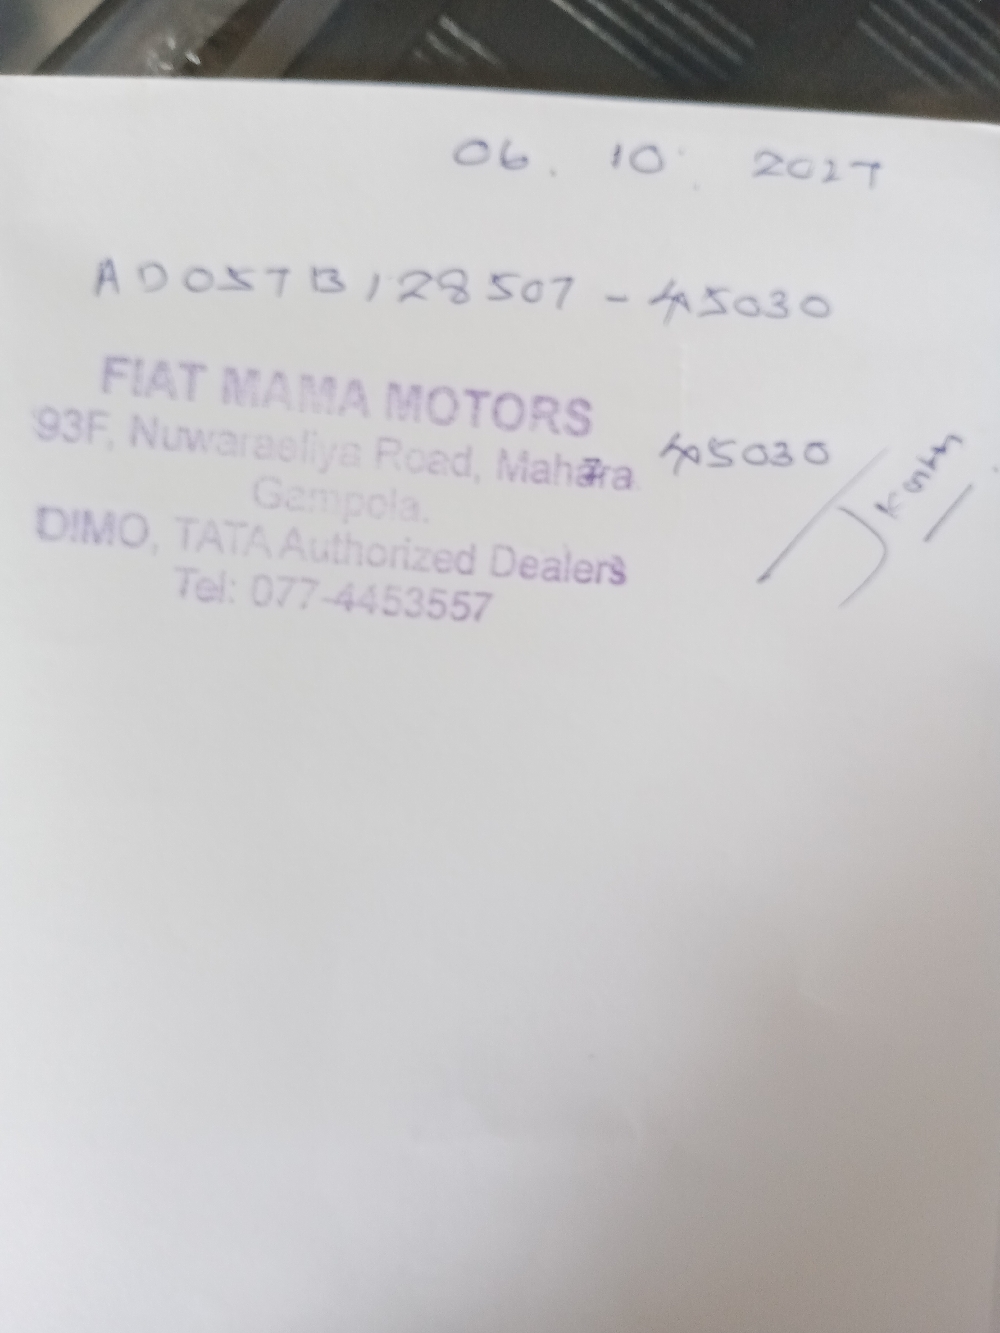 06. 10. 2027
AD057B128507 - 45030
FIAT MAMA MOTORS
93F, Nuwaraeliya Road, Mahara 45030
Gampola.
DIMO, TATA Authorized Dealers
Tel: 077-4453557